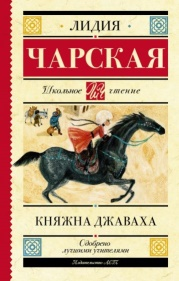 ЛИДИЯ
ЧАРСКАЯ
Школьное чтение
КНЯЖНА ДЖАВАХА
Одобрено
лучшими учителями
Издательство АСТ